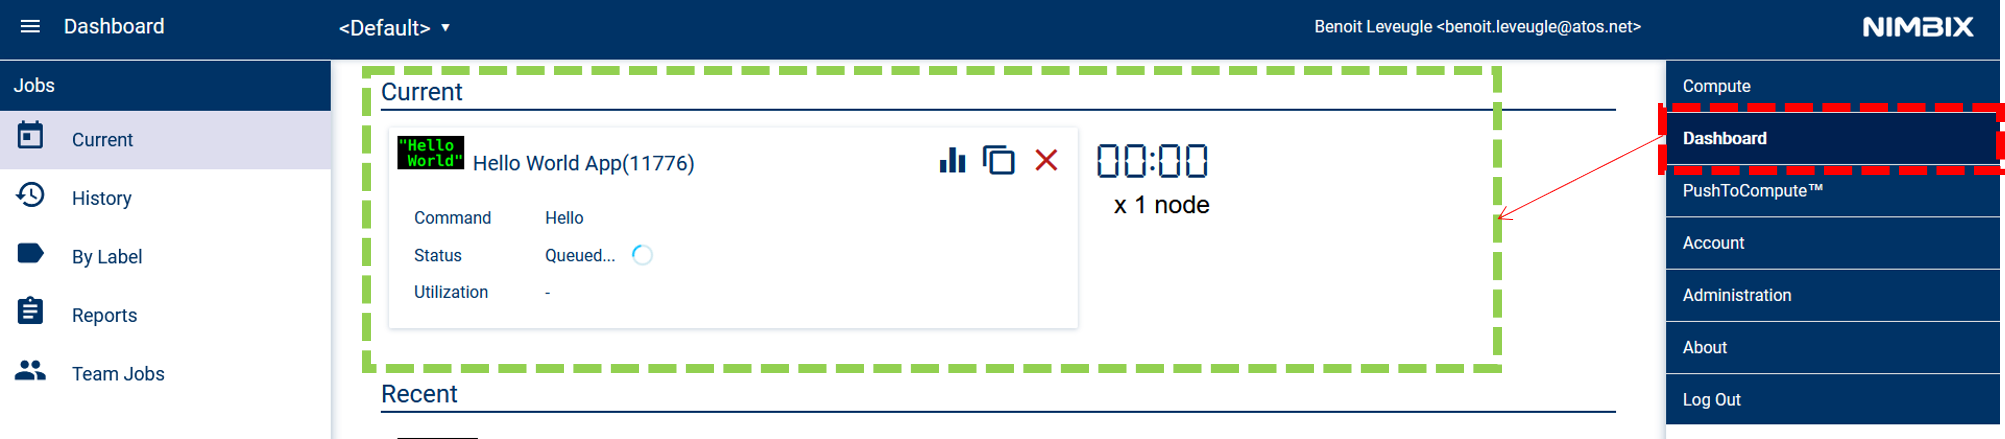 Dashboard
<Default>
Benoit Leveugle <benoit.leveugle@atos.net>
NIMBIX
Jobs
Current
History
By Label
Reports
Team Jobs
Current
"Hello
World"
Hello World App(11776)
00:00
x 1 node
Command Hello
Status Queued...
Utilization -
Recent
Compute
Dashboard
PushToCompute™
Account
Administration
About
Log Out